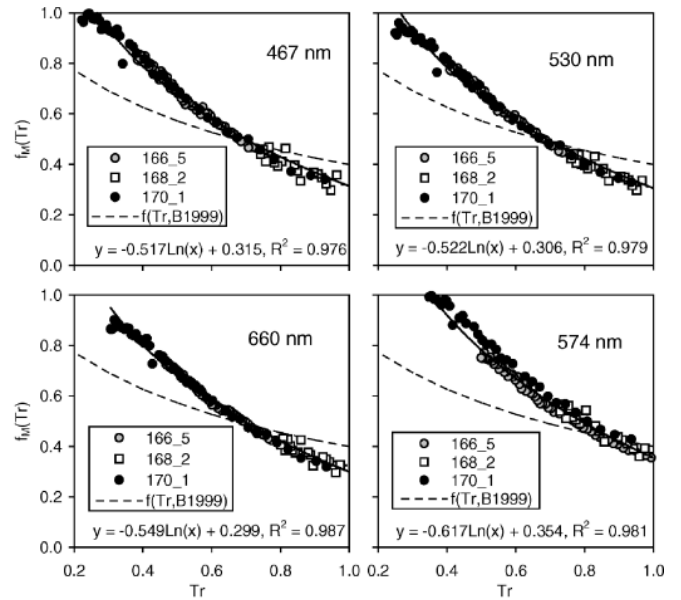 1.0
0.8
0.6
0.4
0.2
0.0
f_M(Tr)
467 nm
166_5
168_2
170_1
f(Tr,B1999)
y = -0.517Ln(x) + 0.315, R² = 0.976
530 nm
166_5
168_2
170_1
f(Tr,B1999)
y = -0.522Ln(x) + 0.306, R² = 0.979
1.0
0.8
0.6
0.4
0.2
0.0
f_M(Tr)
660 nm
166_5
168_2
170_1
f(Tr,B1999)
y = -0.549Ln(x) + 0.299, R² = 0.987
0.2 0.4 0.6 0.8 1.0
Tr
574 nm
166_5
168_2
170_1
f(Tr,B1999)
y = -0.617Ln(x) + 0.354, R² = 0.981
0.2 0.4 0.6 0.8 1.0
Tr